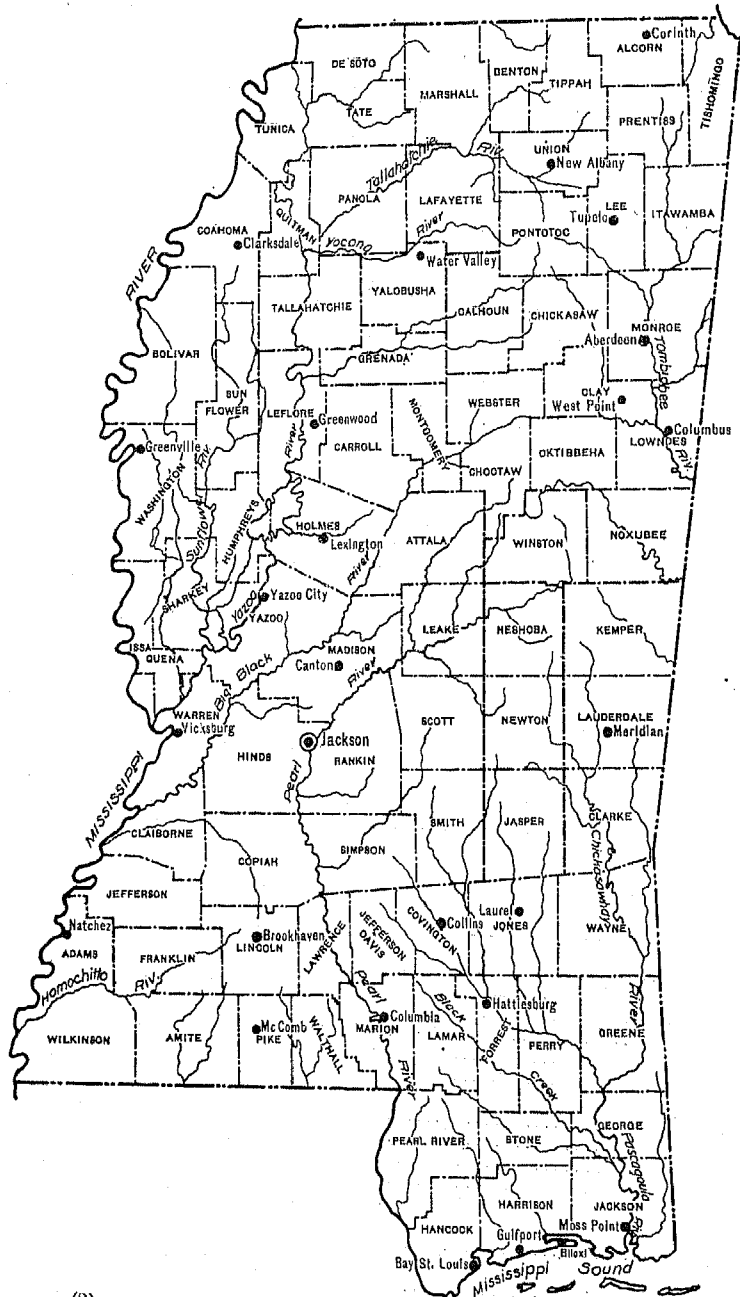 Corinth
ALCORN
DE SOTO
BENTON
TIPPAH
MARSHALL
TISHOMINGO
TATE
TUNICA
PRENTISS
UNION
New Albany
Tallahatchie Riv.
PANOLA
LAFAYETTE
LEE
Tupelo
ITAWAMBA
QUITMAN
PONTOTOC
COAHOMA
Clarksdale
Yocona River
Water Valley
RIVER
YALOBUSHA
TALLAHATCHIE
CALHOUN
CHICKASAW
MONROE
Aberdeen
BOLIVAR
GRENADA
Tombigbee Riv.
SUN
FLOWER
LEFLORE
Greenwood
CLAY
West Point
WEBSTER
MONTGOMERY
Columbus
LOWNDES
Greenville
CARROLL
River
CHOCTAW
OKTIBBEHA
WASHINGTON
Sunflower Riv.
HUMPHREYS
HOLMES
Lexington
ATTALA
WINSTON
NOXUBEE
River
SHARKEY
Yazoo
Yazoo City
YAZOO
LEAKE
NESHOBA
KEMPER
ISSA
QUENA
MADISON
Canton
Big Black
River
WARREN
Vicksburg
SCOTT
NEWTON
LAUDERDALE
Meridian
Jackson
HINDS
RANKIN
Pearl
MISSISSIPPI
CLAIBORNE
SMITH
JASPER
CLARKE
Chickasawhay
COPIAH
SIMPSON
JEFFERSON
Natchez
Brookhaven
LINCOLN
LAWRENCE
JEFFERSON
DAVIS
COVINGTON
Collins
Laurel
JONES
WAYNE
ADAMS
FRANKLIN
Homochitto Riv.
Pearl
Black
Hattiesburg
River
Columbia
MARION
McComb
PIKE
WALTHALL
WILKINSON
AMITE
LAMAR
FORREST
PERRY
GREENE
River
Creek
GEORGE
PEARL RIVER
STONE
Pascagoula
Riv.
HARRISON
JACKSON
Moss Point
HANCOCK
Gulfport
Biloxi
Bay St. Louis
Mississippi Sound